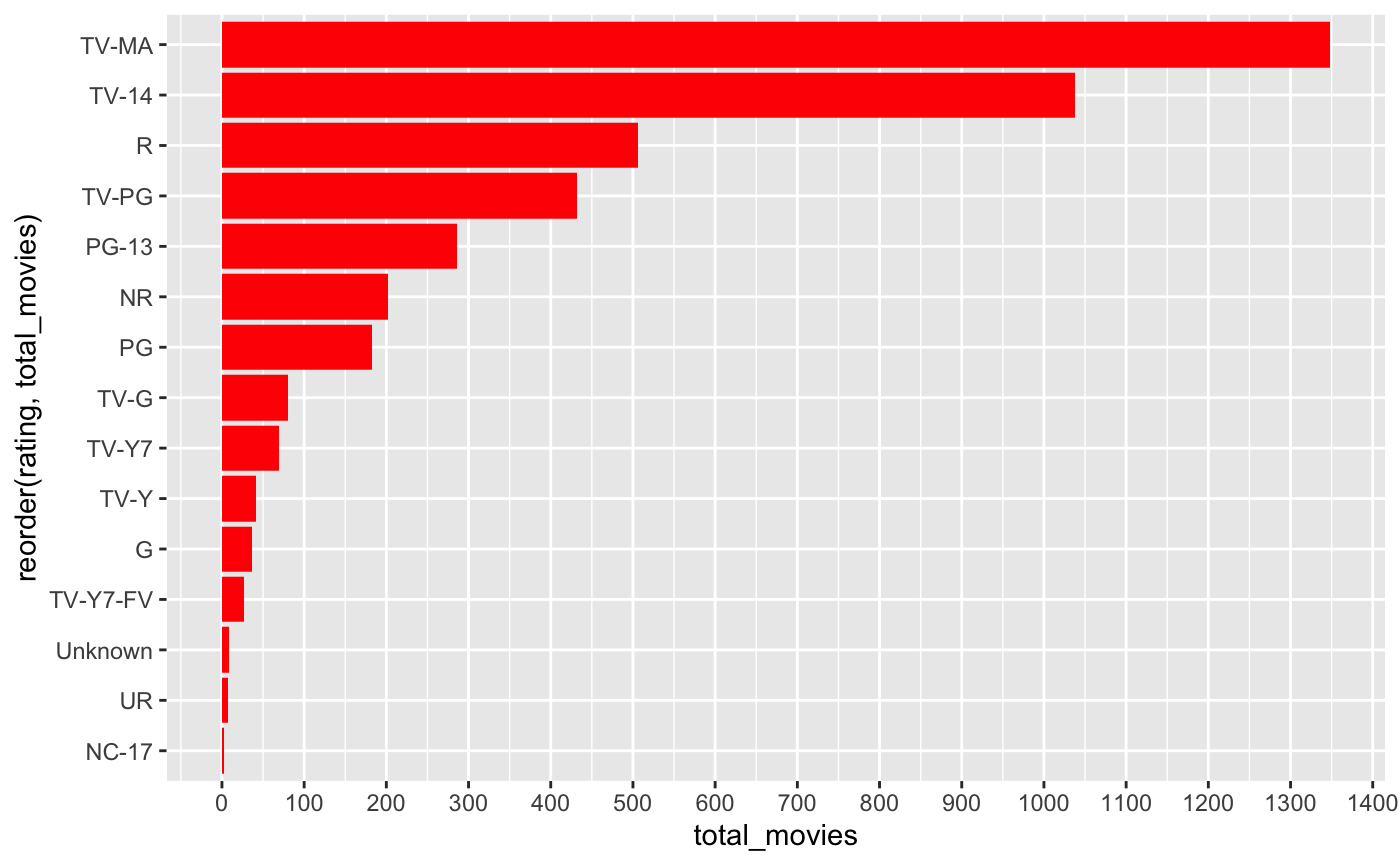 TV-MA
TV-14
R
TV-PG
PG-13
NR
PG
TV-G
TV-Y7
TV-Y
G
TV-Y7-FV
Unknown
UR
NC-17
reorder(rating, total_movies)
0 100 200 300 400 500 600 700 800 900 1000 1100 1200 1300 1400
total_movies